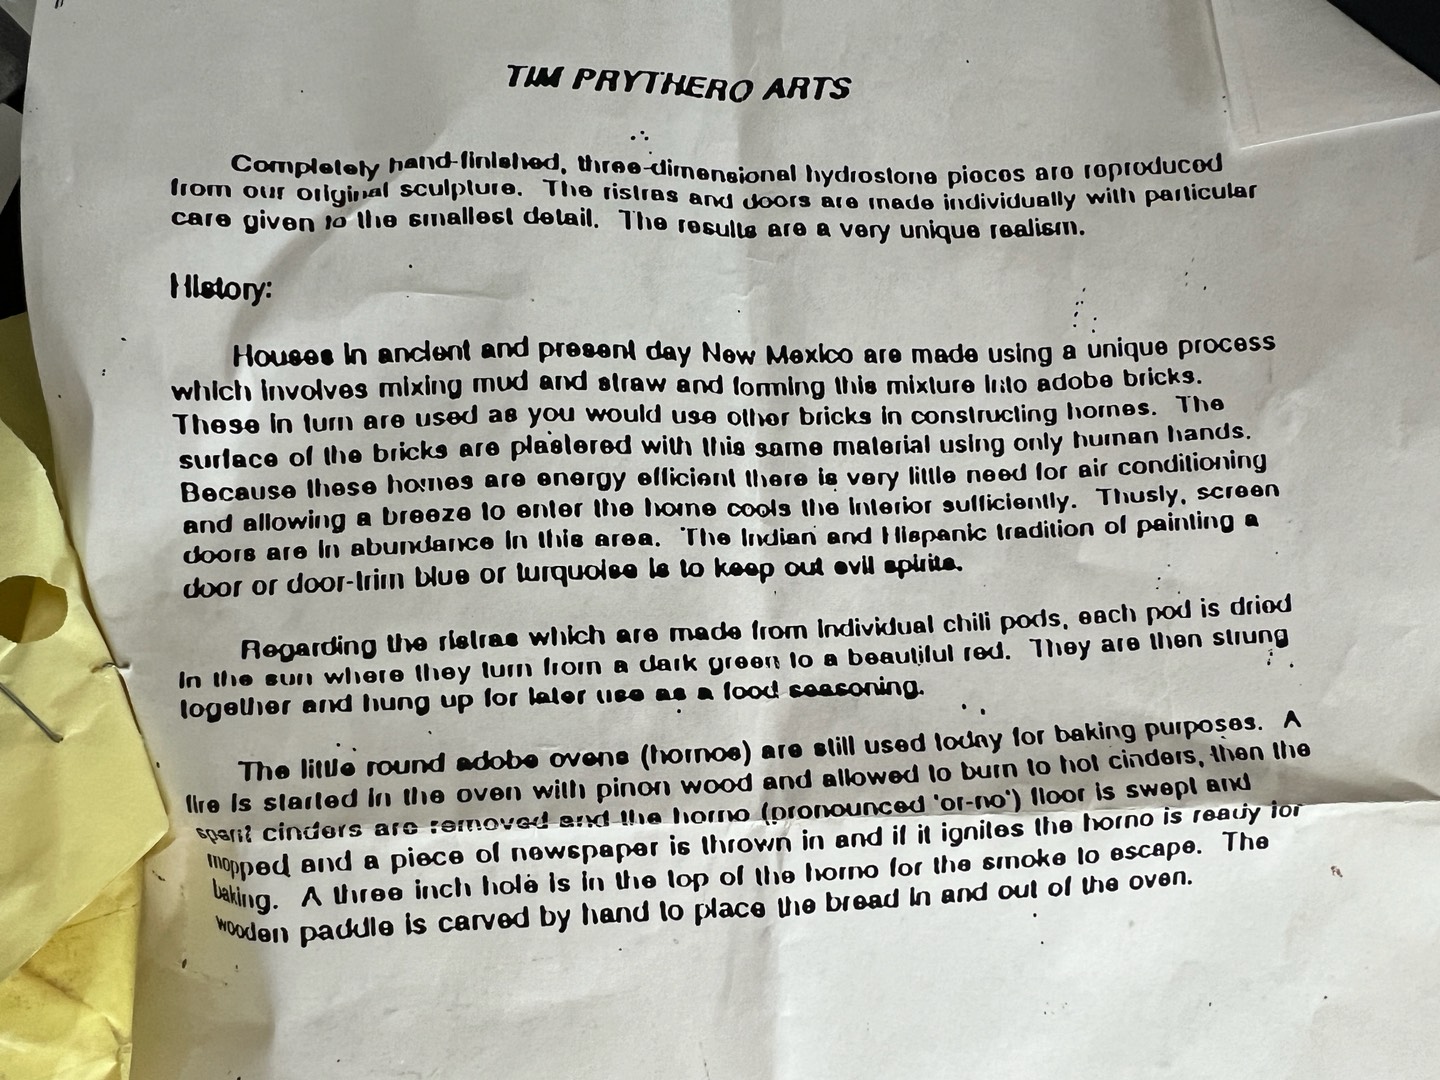 TIM PRYTHERO ARTS
Completely hand-finished, three-dimensional hydrostone pieces are reproduced
from our original sculpture. The ristras and doors are made individually with particular
care given to the smallest detail. The results are a very unique realism.
History:
Houses in ancient and present day New Mexico are made using a unique process
which involves mixing mud and straw and forming this mixture into adobe bricks.
These in turn are used as you would use other bricks in constructing homes. The
surface of the bricks are plastered with this same material using only human hands.
Because these homes are energy efficient there is very little need for air conditioning
and allowing a breeze to enter the home cools the interior sufficiently. Thusly, screen
doors are in abundance in this area. The Indian and Hispanic tradition of painting a
door or door-trim blue or turquoise is to keep out evil spirits.
Regarding the ristras which are made from individual chili pods, each pod is dried
in the sun where they turn from a dark green to a beautiful red. They are then strung
together and hung up for later use as a food seasoning.
The little round adobe ovens (hornos) are still used today for baking purposes. A
fire is started in the oven with pinon wood and allowed to burn to hot cinders, then the
spent cinders are removed and the horno (pronounced 'or-no') floor is swept and
mopped and a piece of newspaper is thrown in and if it ignites the horno is ready for
baking. A three inch hole is in the top of the horno for the smoke to escape. The
wooden paddle is carved by hand to place the bread in and out of the oven.